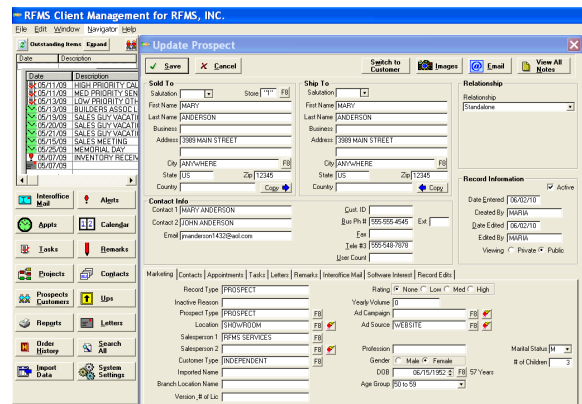 RFMS Client Management for RFMS, INC.
File Edit Window Navigator Help
Outstanding Items Expand
Date Description
Date Description
05/11/09 HIGH PRIORITY CAL
05/11/09 MED PRIORITY SEN
05/13/09 LOW PRIORITY OTH
05/13/09 BUILDERS ASSOC L
05/19/09 SALES GUY VACATI
05/20/09 SALES GUY VACATI
05/21/09 SALES GUY VACATI
05/15/09 SALES MEETING
05/25/09 MEMORIAL DAY
05/07/09 INVENTORY RECEIV
05/07/09
Interoffice Mail Alerts
Appts Calendar
Tasks Remarks
Projects Contacts
Prospects Customers Ups
Reports Letters
Order History Search All
Import Data System Settings
Update Prospect
Save Cancel Switch to Customer Images Email View All Notes
Sold To
Salutation Store "1" F8
First Name MARY
Last Name ANDERSON
Business
Address 3989 MAIN STREET
City ANYWHERE F8
State US Zip 12345
Country Copy
Ship To
Salutation
First Name MARY
Last Name ANDERSON
Business
Address 3989 MAIN STREET
City ANYWHERE F8
State US Zip 12345
Country Copy
Relationship
Relationship
Standalone
Record Information
Active
Date Entered 06/02/10
Created By MARIA
Date Edited 06/02/10
Edited By MARIA
Viewing Private Public
Contact Info
Contact 1 MARY ANDERSON
Contact 2 JOHN ANDERSON
Email jmanderson1432@aol.com
Cust. ID
Bus Ph # 555-555-4545 Ext
Fax
Tele #3 555-548-7878
User Count
Marketing Contacts Appointments Tasks Letters Remarks Interoffice Mail Software Interest Record Edits
Record Type PROSPECT
Inactive Reason
Prospect Type PROSPECT F8
Location SHOWROOM F8
Salesperson 1 RFMS SERVICES F8
Salesperson 2 F8
Customer Type INDEPENDENT F8
Imported Name
Branch Location Name
Version_# of Lic
Rating None Low Med High
Yearly Volume 0
Ad Campaign F8
Ad Source WEBSITE F8
Profession
Gender Male Female
DOB 06/15/1952 F8 57 Years
Age Group 50 to 59
Marital Status M
# of Children 3